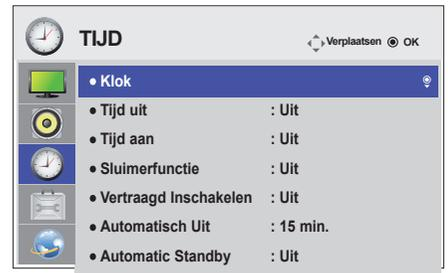 TIJD
Verplaatsen OK
• Klok
• Tijd uit : Uit
• Tijd aan : Uit
• Sluimerfunctie : Uit
• Vertraagd Inschakelen : Uit
• Automatisch Uit : 15 min.
• Automatic Standby : Uit